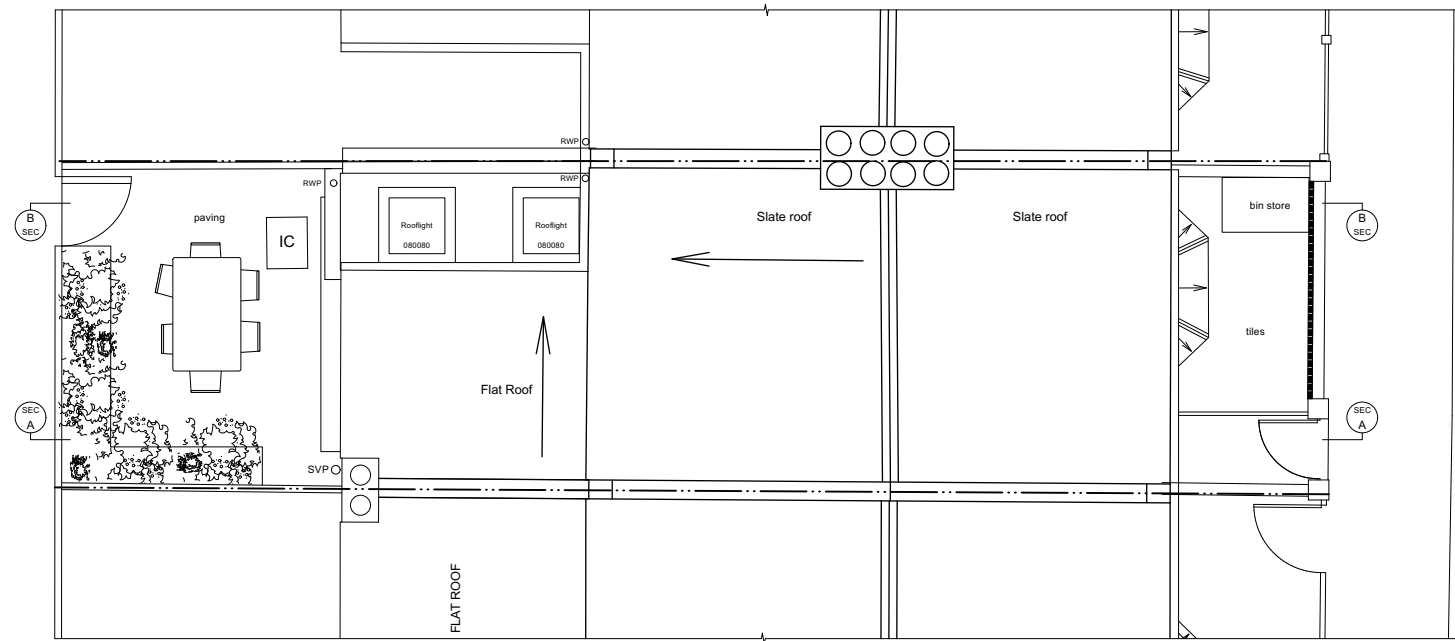 RWP
RWP
RWP
B
SEC
paving
IC
Rooflight
080080
Rooflight
080080
Slate roof
Slate roof
bin store
B
SEC
tiles
Flat Roof
SEC
A
SEC
A
SVP
FLAT ROOF